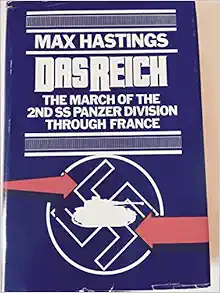 MAX HASTINGS
DAS REICH
THE MARCH OF THE
2ND SS PANZER DIVISION
THROUGH FRANCE